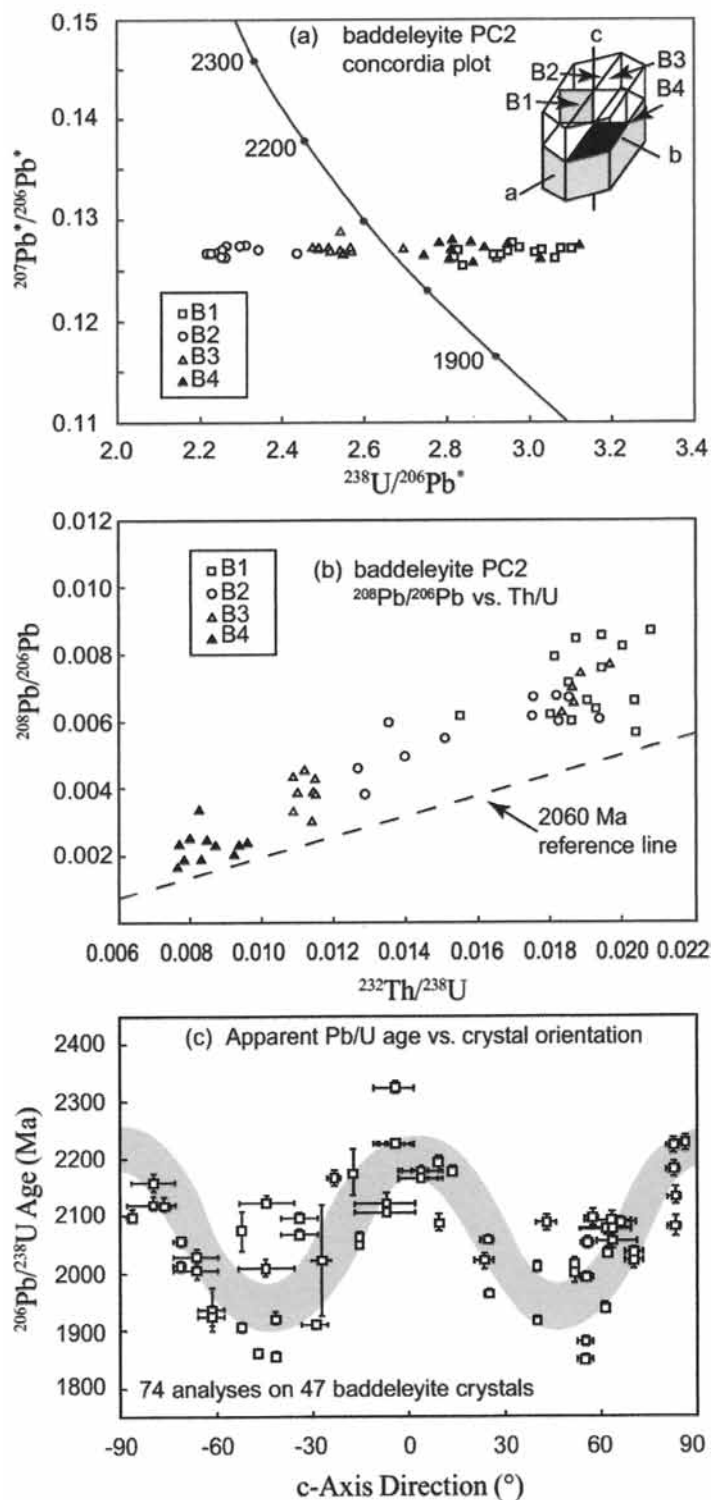 0.15
(a) baddeleyite PC2
concordia plot
c
B2
B3
B1
B4
a
b
2300
0.14
2200
0.13
0.12
1900
0.11
B1
B2
B3
B4
207Pb*/206Pb*
2.0 2.2 2.4 2.6 2.8 3.0 3.2 3.4
238U/206Pb*
0.012
(b) baddeleyite PC2
208Pb/206Pb vs. Th/U
B1
B2
B3
B4
0.010
0.008
0.006
0.004
0.002
208Pb/206Pb
2060 Ma
reference line
0.006 0.008 0.010 0.012 0.014 0.016 0.018 0.020 0.022
232Th/238U
(c) Apparent Pb/U age vs. crystal orientation
2400
2300
2200
2100
2000
1900
1800
206Pb/238U Age (Ma)
74 analyses on 47 baddeleyite crystals
-90 -60 -30 0 30 60 90
c-Axis Direction (°)